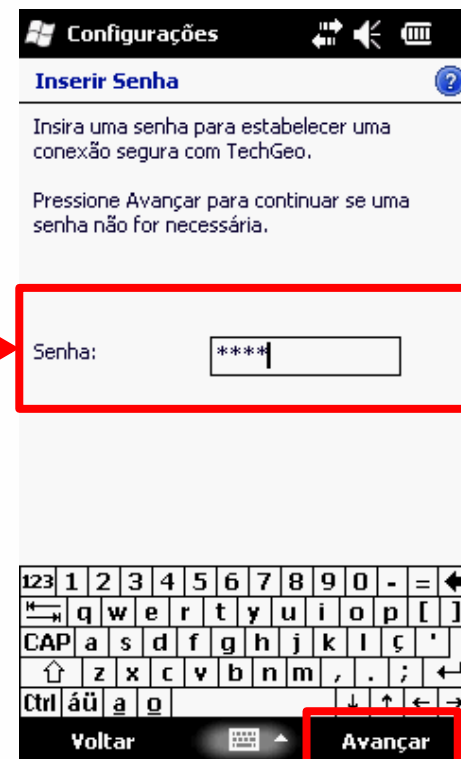 Configurações
Inserir Senha ?
Insira uma senha para estabelecer uma
conexão segura com TechGeo.
Pressione Avançar para continuar se uma
senha não for necessária.
Senha: ****
123 1 2 3 4 5 6 7 8 9 0 - =
q w e r t y u i o p [ ]
CAP a s d f g h j k l ç '
z x c v b n m , . ;
Ctrl áü a o ↓ ↑ ← →
Voltar Avançar